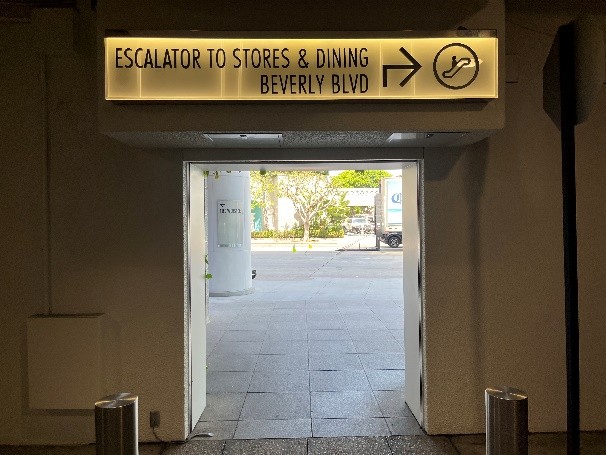 ESCALATOR TO STORES & DINING
BEVERLY BLVD